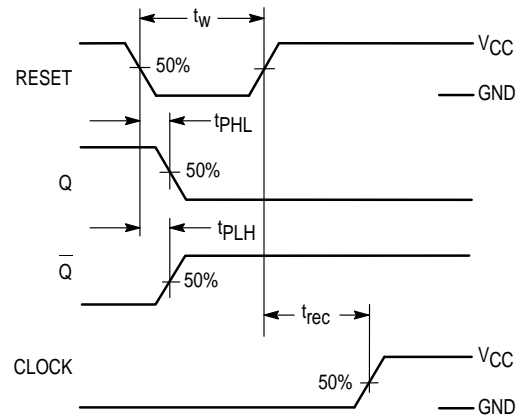 tw
VCC
50%
RESET
GND
tPHL
50%
Q
tPLH
Q
50%
trec
CLOCK
VCC
50%
GND